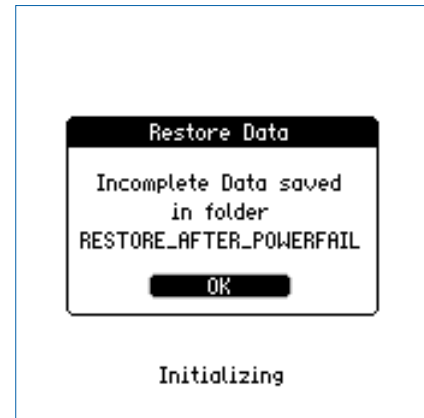 Restore Data
Incomplete Data saved
in folder
RESTORE_AFTER_POWERFAIL
OK
Initializing